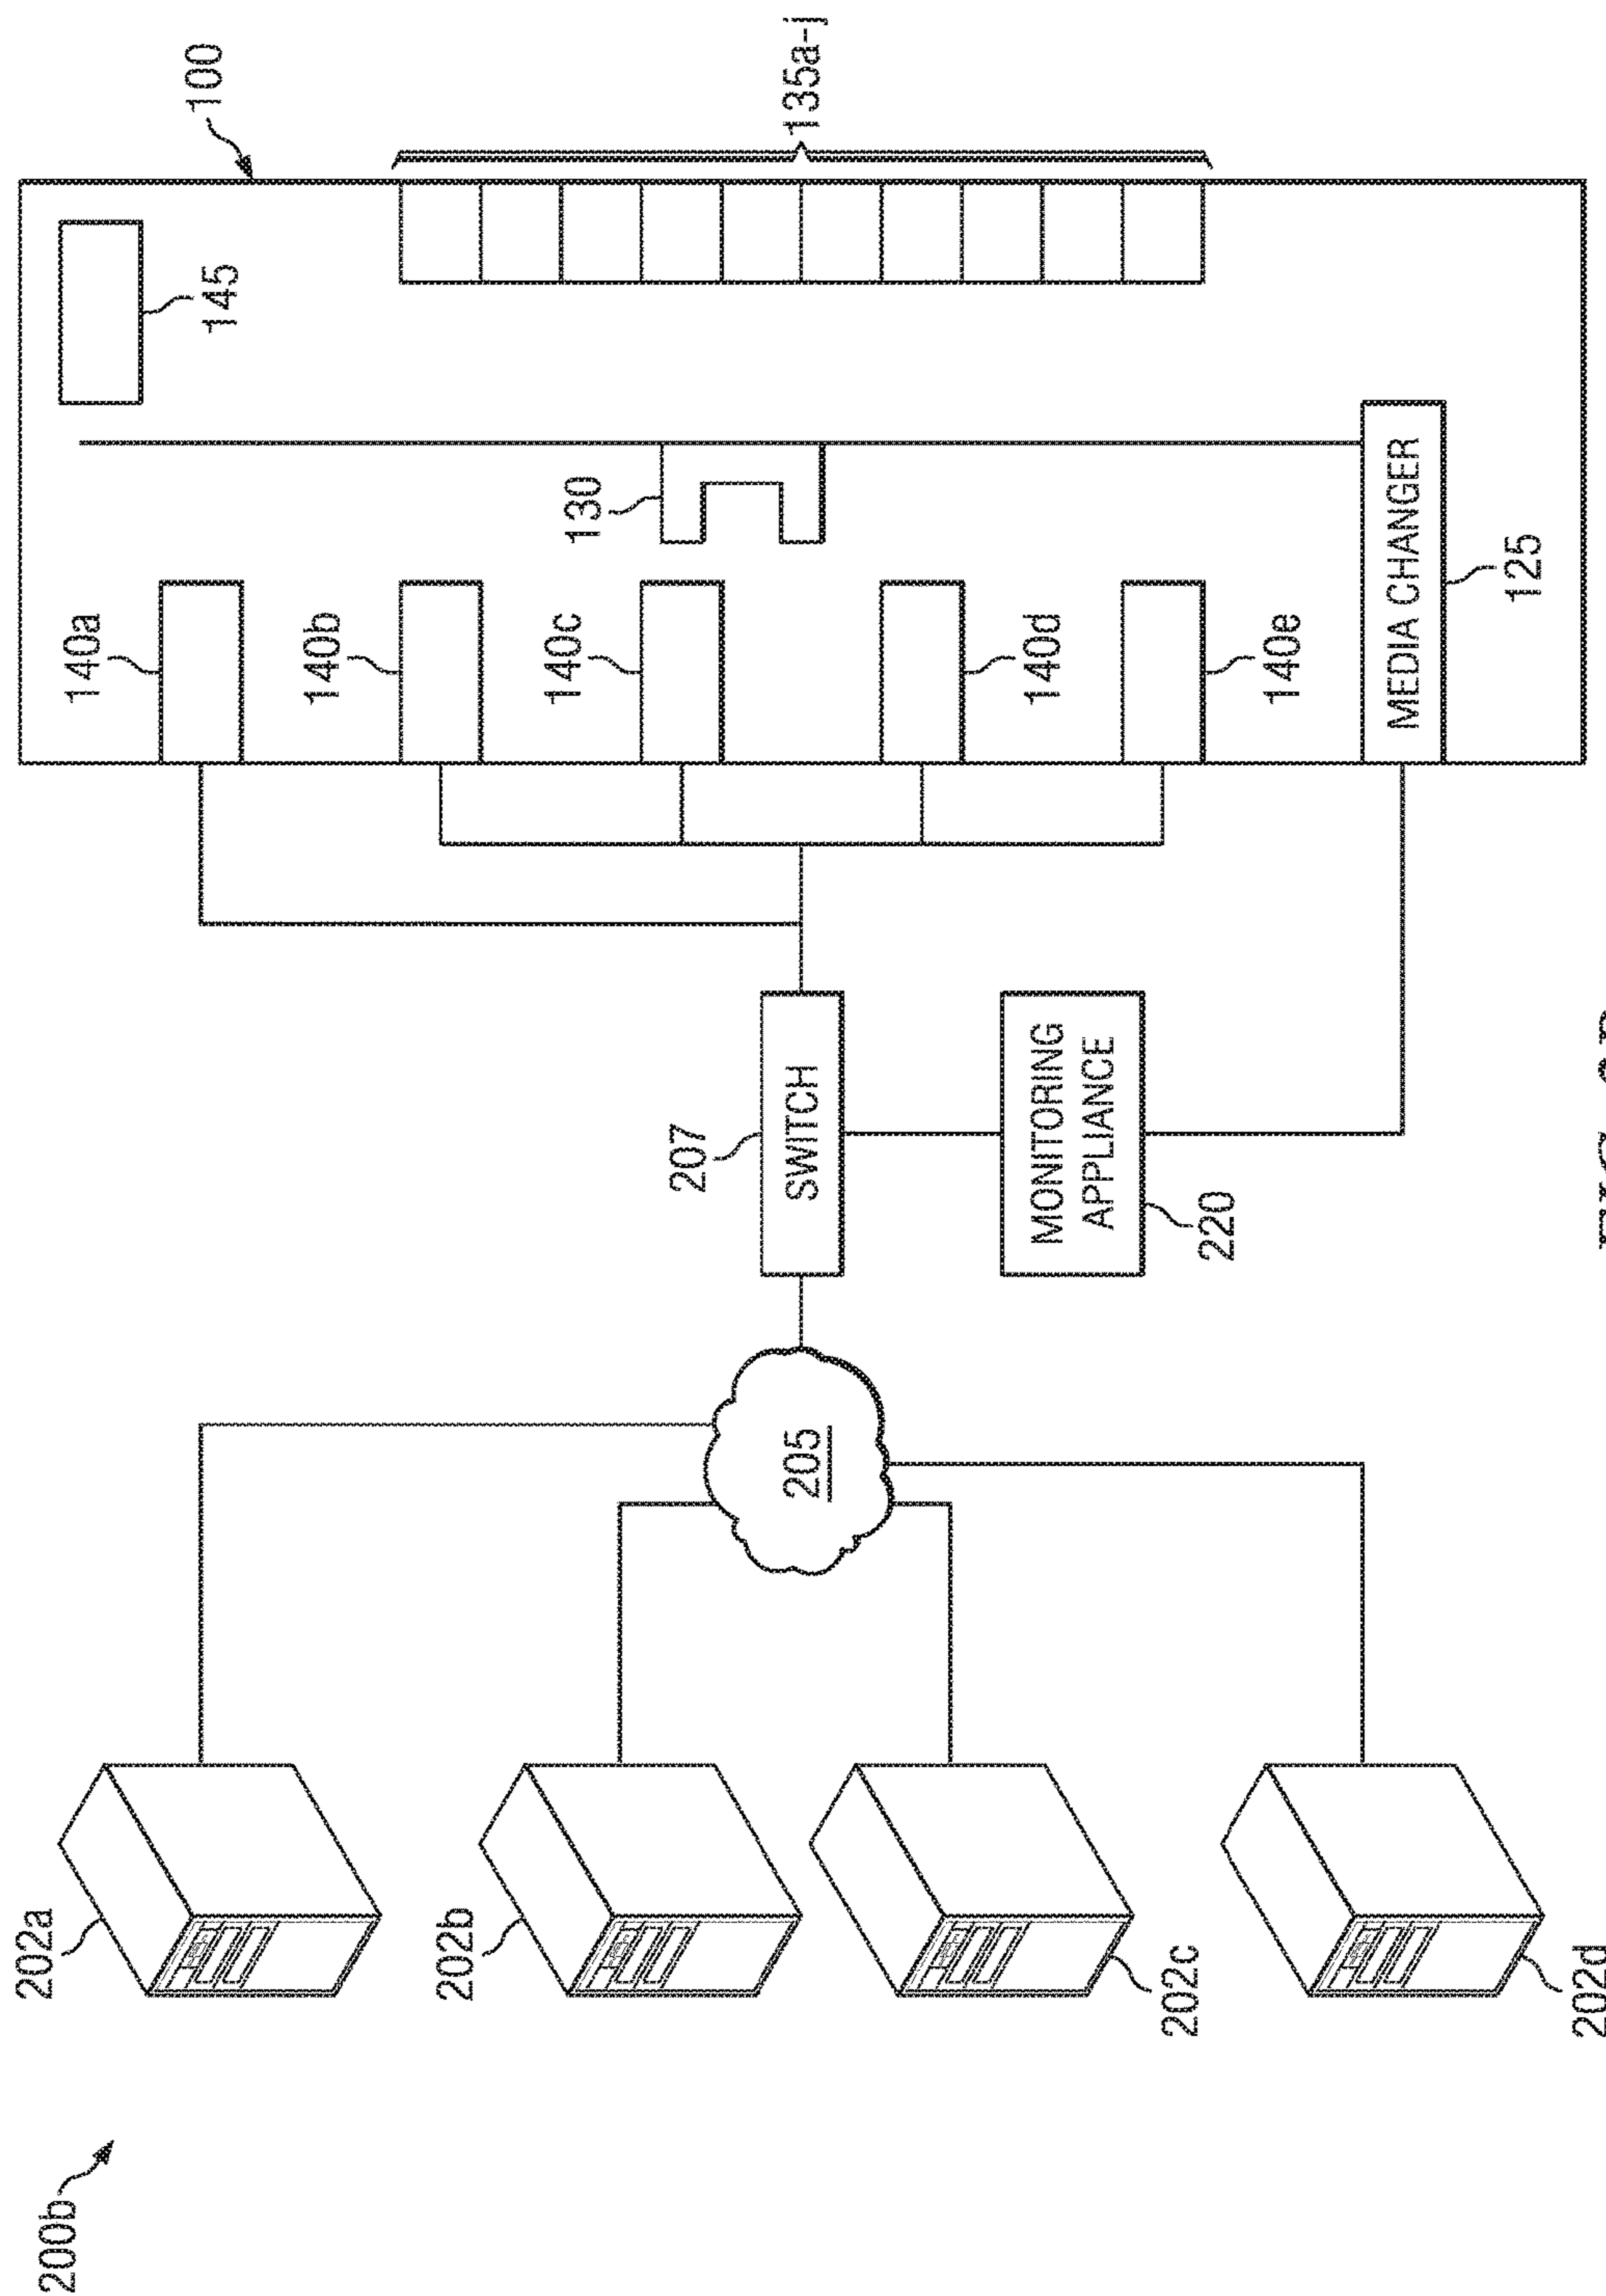 200b
202a
202b
202c
202d
205
207
SWITCH
MONITORING
APPLIANCE
220
100
140a
140b
140c
140d
140e
130
145
135a-j
MEDIA CHANGER
125